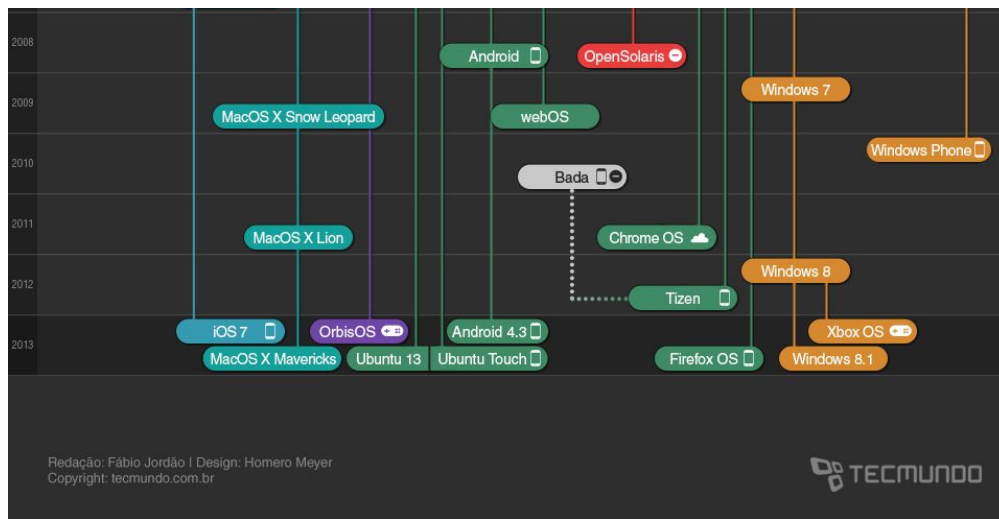 2008
Android
OpenSolaris
2009
Windows 7
MacOS X Snow Leopard
webOS
2010
Windows Phone
Bada
2011
MacOS X Lion
Chrome OS
2012
Windows 8
Tizen
2013
iOS 7
OrbisOS
Android 4.3
Xbox OS
MacOS X Mavericks
Ubuntu 13
Ubuntu Touch
Firefox OS
Windows 8.1
Redação: Fábio Jordão | Design: Homero Meyer
Copyright: tecmundo.com.br
TECMUNDO